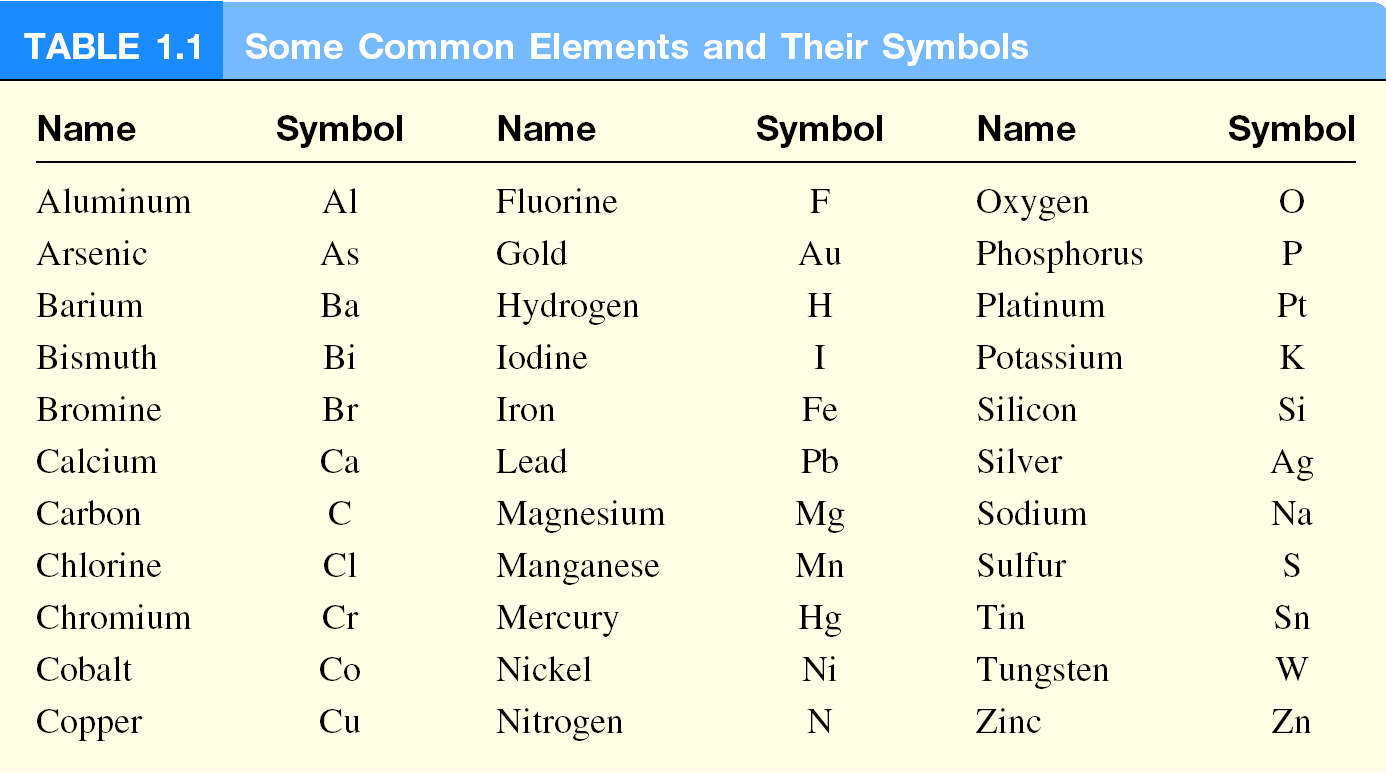 TABLE 1.1 Some Common Elements and Their Symbols
Name Symbol Name Symbol Name Symbol
Aluminum Al Fluorine F Oxygen O
Arsenic As Gold Au Phosphorus P
Barium Ba Hydrogen H Platinum Pt
Bismuth Bi Iodine I Potassium K
Bromine Br Iron Fe Silicon Si
Calcium Ca Lead Pb Silver Ag
Carbon C Magnesium Mg Sodium Na
Chlorine Cl Manganese Mn Sulfur S
Chromium Cr Mercury Hg Tin Sn
Cobalt Co Nickel Ni Tungsten W
Copper Cu Nitrogen N Zinc Zn